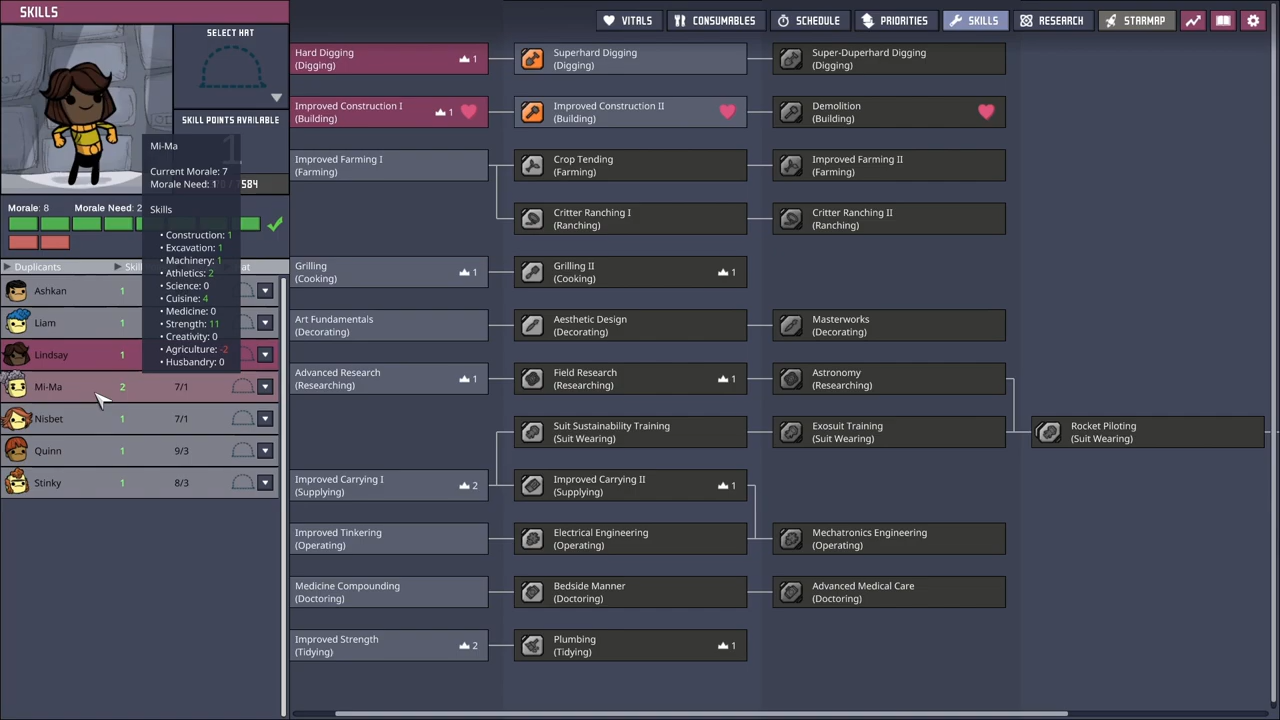 SKILLS
VITALS
CONSUMABLES
SCHEDULE
PRIORITIES
SKILLS
RESEARCH
STARMAP
SELECT HAT
SKILL POINTS AVAILABLE
1
584
Morale: 8
Morale Need: 2
Mi-Ma
Current Morale: 7
Morale Need: 1
Skills
• Construction: 1
• Excavation: 1
• Machinery: 1
• Athletics: 2
• Science: 0
• Cuisine: 4
• Medicine: 0
• Strength: 11
• Creativity: 0
• Agriculture: -2
• Husbandry: 0
Duplicants
Skil
at
Ashkan 1
Liam 1
Lindsay 1
Mi-Ma 2 7/1
Nisbet 1 7/1
Quinn 1 9/3
Stinky 1 8/3
Hard Digging
(Digging)
1
Superhard Digging
(Digging)
Super-Duperhard Digging
(Digging)
Improved Construction I
(Building)
1
Improved Construction II
(Building)
Demolition
(Building)
Improved Farming I
(Farming)
Crop Tending
(Farming)
Improved Farming II
(Farming)
Critter Ranching I
(Ranching)
Critter Ranching II
(Ranching)
Grilling
(Cooking)
1
Grilling II
(Cooking)
1
Art Fundamentals
(Decorating)
Aesthetic Design
(Decorating)
Masterworks
(Decorating)
Advanced Research
(Researching)
1
Field Research
(Researching)
1
Astronomy
(Researching)
Suit Sustainability Training
(Suit Wearing)
Exosuit Training
(Suit Wearing)
Rocket Piloting
(Suit Wearing)
Improved Carrying I
(Supplying)
2
Improved Carrying II
(Supplying)
1
Improved Tinkering
(Operating)
Electrical Engineering
(Operating)
Mechatronics Engineering
(Operating)
Medicine Compounding
(Doctoring)
Bedside Manner
(Doctoring)
Advanced Medical Care
(Doctoring)
Improved Strength
(Tidying)
2
Plumbing
(Tidying)
1